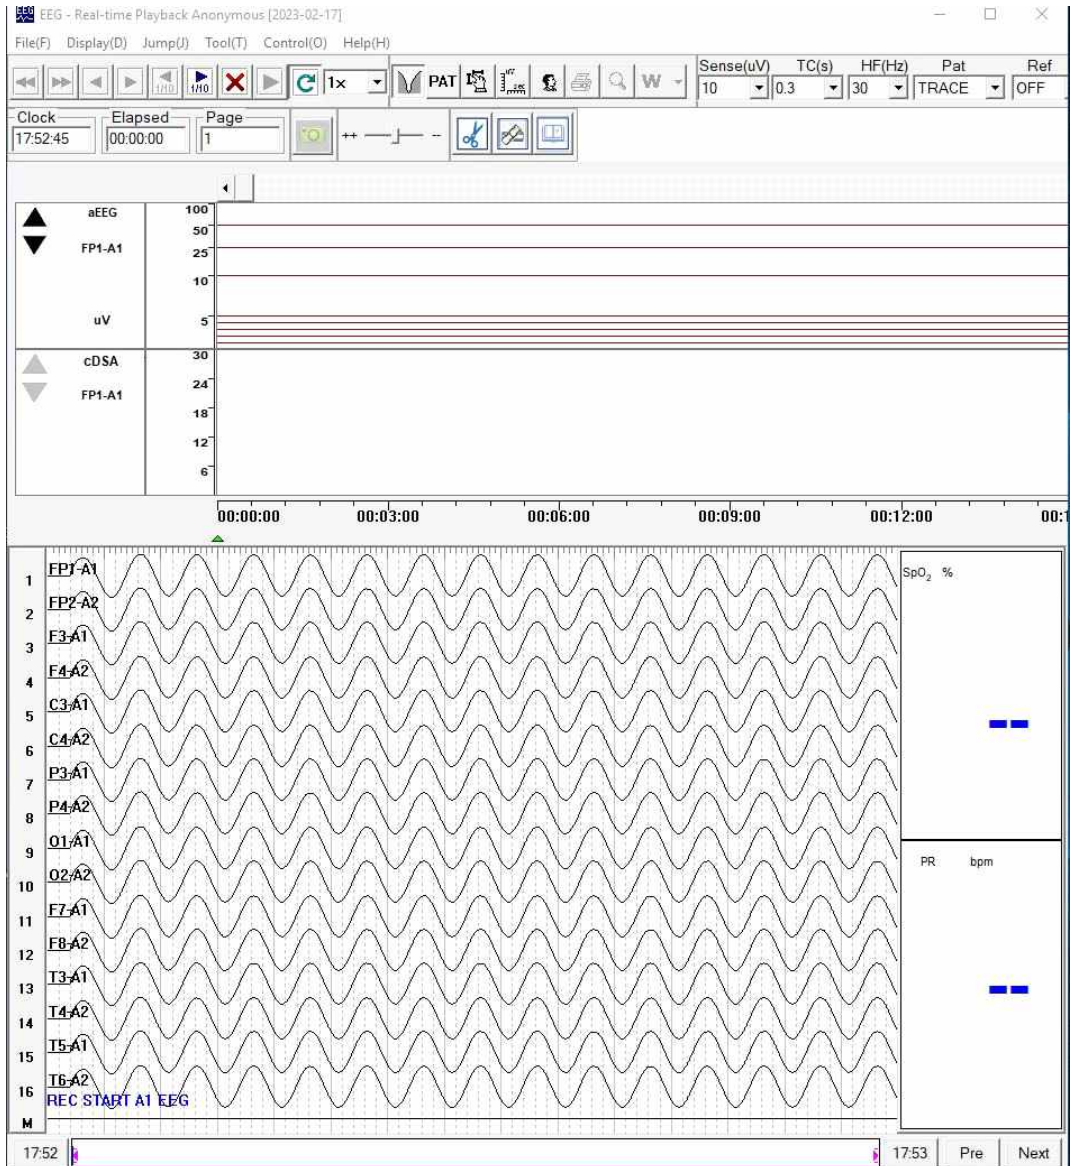 EEG - Real-time Playback Anonymous [2023-02-17]
File(F) Display(D) Jump(J) Tool(T) Control(O) Help(H)
1/10 1/10 1x PAT W
Sense(uV) TC(s) HF(Hz) Pat Ref
10 0.3 30 TRACE OFF
Clock Elapsed Page
17:52:45 00:00:00 1 ++ --
aEEG
FP1-A1
uV
100
50
25
10
5
cDSA
FP1-A1
30
24
18
12
6
00:00:00 00:03:00 00:06:00 00:09:00 00:12:00
1 FP1-A1
2 FP2-A2
3 F3-A1
4 F4-A2
5 C3-A1
6 C4-A2
7 P3-A1
8 P4-A2
9 O1-A1
10 O2-A2
11 F7-A1
12 F8-A2
13 T3-A1
14 T4-A2
15 T5-A1
16 T6-A2
REC START A1 EEG
M
SpO2 %
--
PR bpm
--
17:52 17:53 Pre Next